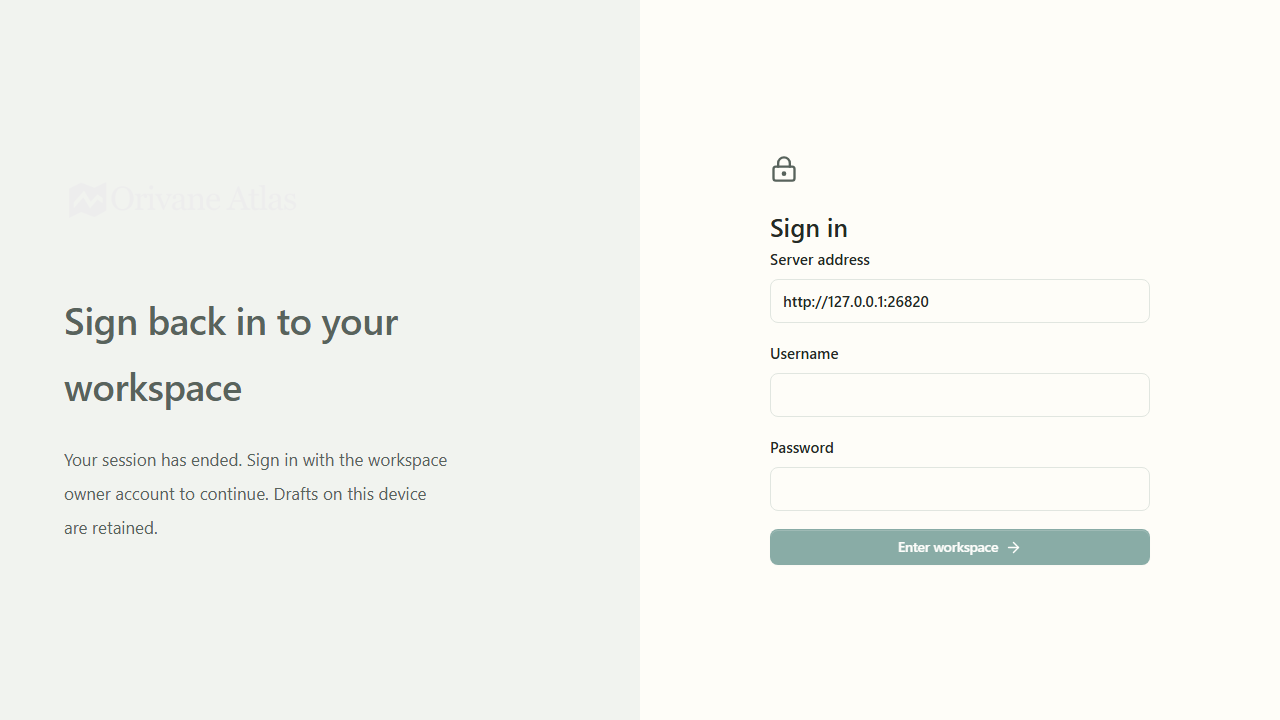 Orivane Atlas
Sign back in to your
workspace
Your session has ended. Sign in with the workspace
owner account to continue. Drafts on this device
are retained.
Sign in
Server address
http://127.0.0.1:26820
Username
Password
Enter workspace